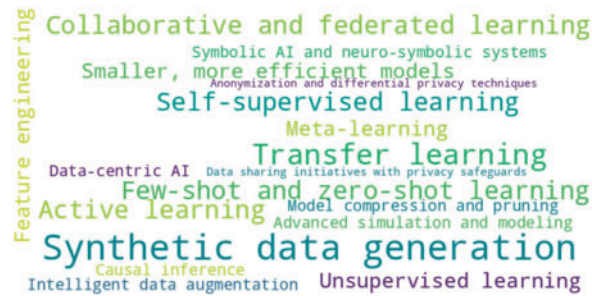 Collaborative and federated learning
Symbolic AI and neuro-symbolic systems
Smaller, more efficient models
Anonymization and differential privacy techniques
Self-supervised learning
Feature engineering
Meta-learning
Transfer learning
Data-centric AI
Data sharing initiatives with privacy safeguards
Few-shot and zero-shot learning
Active learning
Model compression and pruning
Advanced simulation and modeling
Synthetic data generation
Causal inference
Intelligent data augmentation
Unsupervised learning